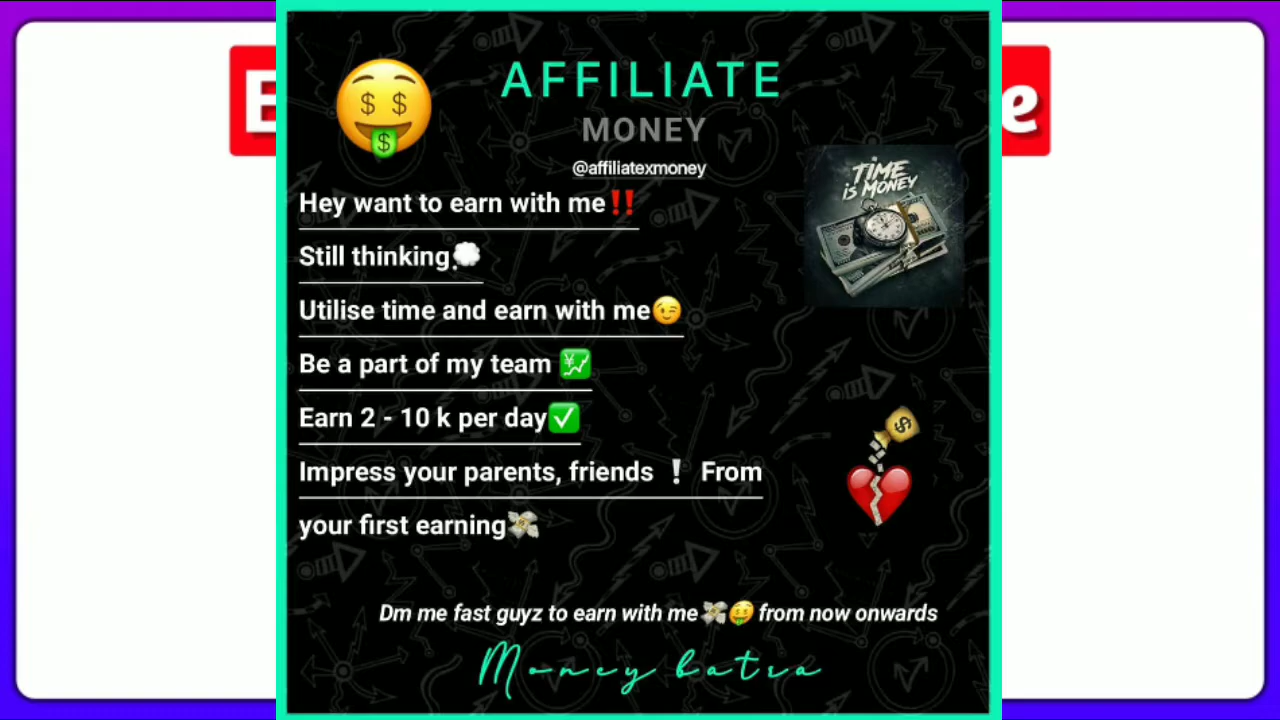 AFFILIATE
MONEY
@affiliatexmoney
TIME
IS MONEY
Hey want to earn with me‼️
Still thinking💭
Utilise time and earn with me😉
Be a part of my team 💹
Earn 2 - 10 k per day✅
Impress your parents, friends ❕ From
your first earning💸
Dm me fast guyz to earn with me💸🤑 from now onwards
Money batra